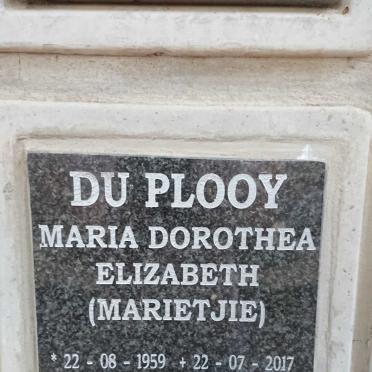 DU PLOOY
MARIA DOROTHEA
ELIZABETH
(MARIETJIE)
* 22 - 08 - 1959 + 22 - 07 - 2017